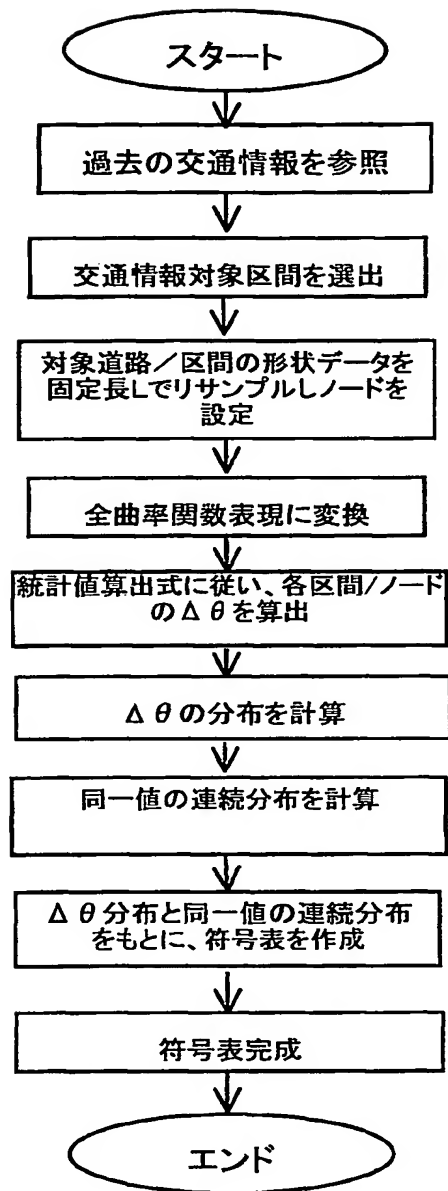 スタート
過去の交通情報を参照
交通情報対象区間を選出
対象道路／区間の形状データを
固定長Lでリサンプルしノードを
設定
全曲率関数表現に変換
統計値算出式に従い、各区間/ノード
のΔθを算出
Δθの分布を計算
同一値の連続分布を計算
Δθ分布と同一値の連続分布
をもとに、符号表を作成
符号表完成
エンド